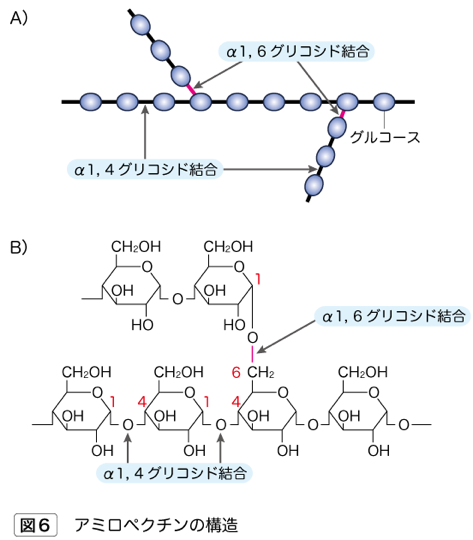 A)
α1, 6 グリコシド結合
グルコース
α1, 4 グリコシド結合
B)
CH₂OH CH₂OH
O O 1
OH OH
O
HO OH
O
α1, 6 グリコシド結合
6 CH₂
CH₂OH CH₂OH CH₂OH
O 1 4 O 1 4 O O
OH OH OH OH
O O O O
OH OH OH OH
α1, 4 グリコシド結合
図6 アミロペクチンの構造